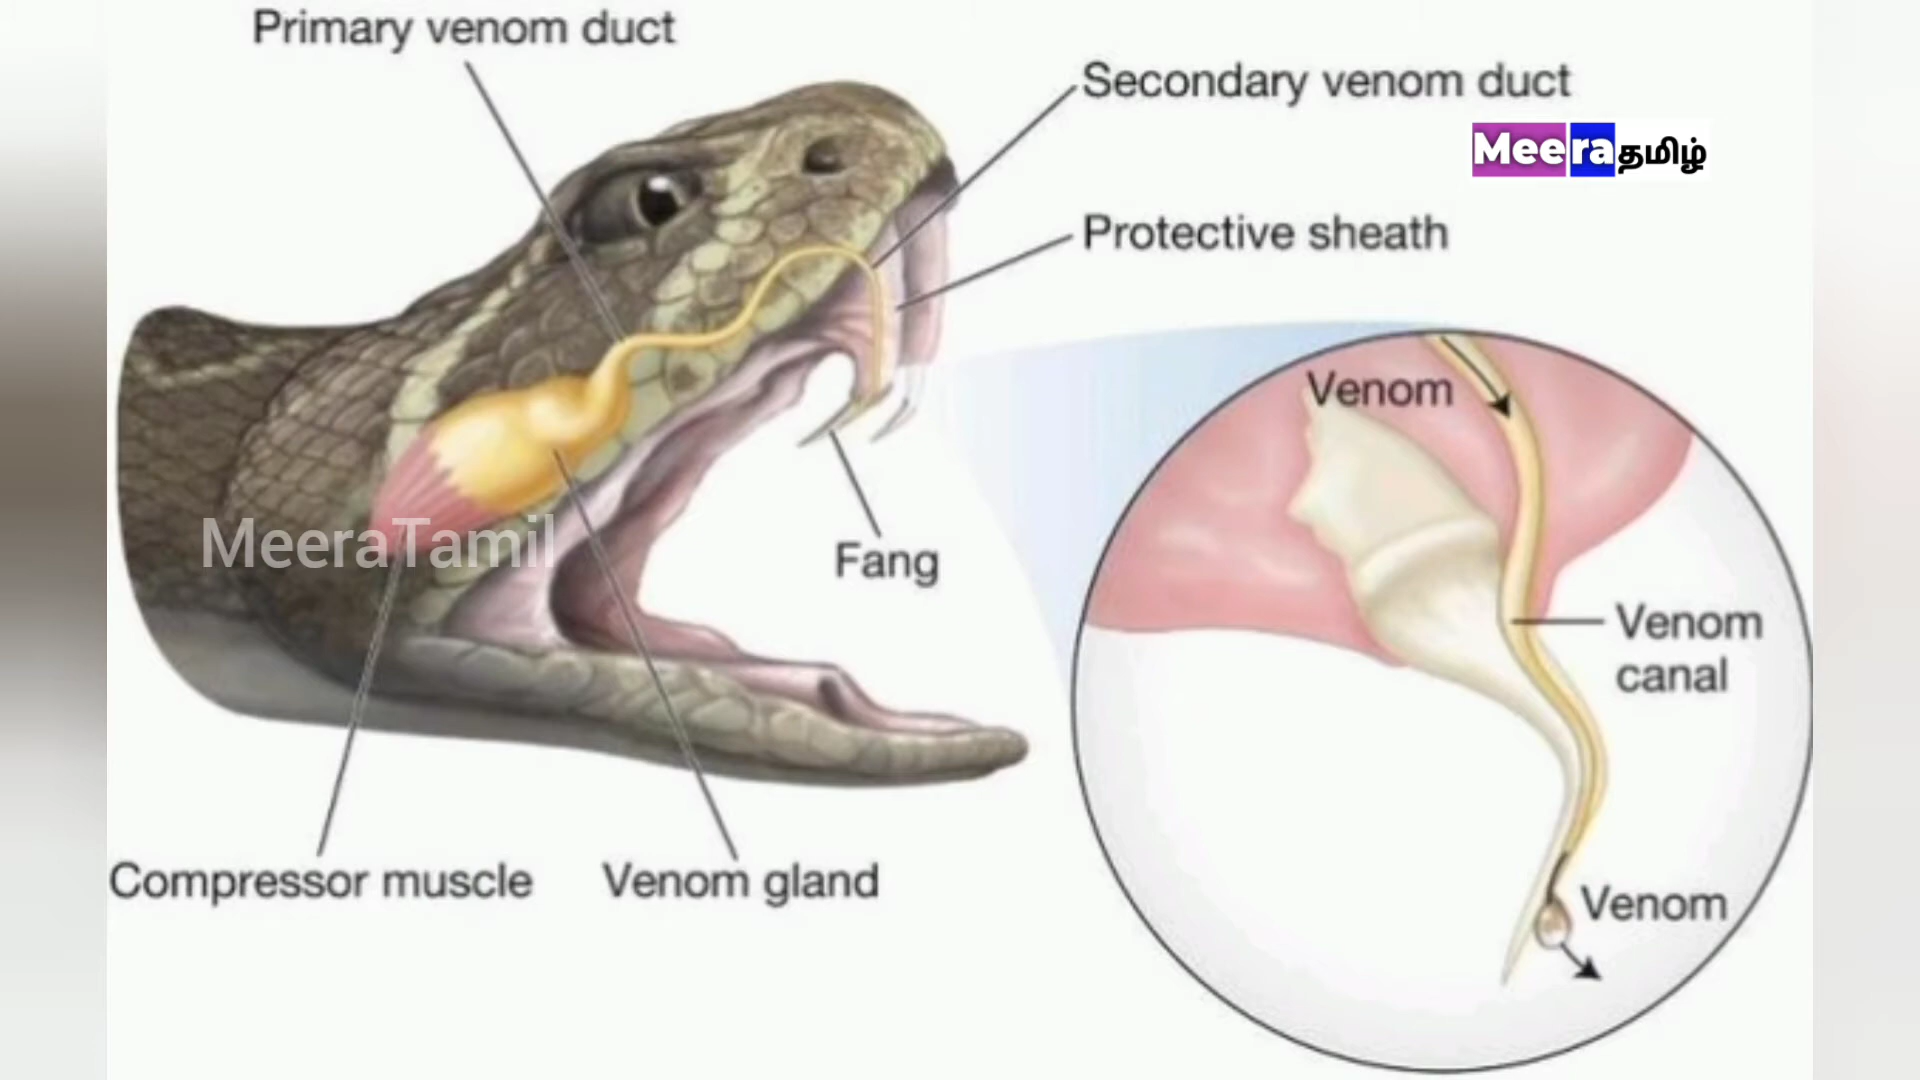 Primary venom duct
Secondary venom duct
Meeraதமிழ்
Protective sheath
Venom
MeeraTamil
Fang
Venom
canal
Compressor muscle
Venom gland
Venom